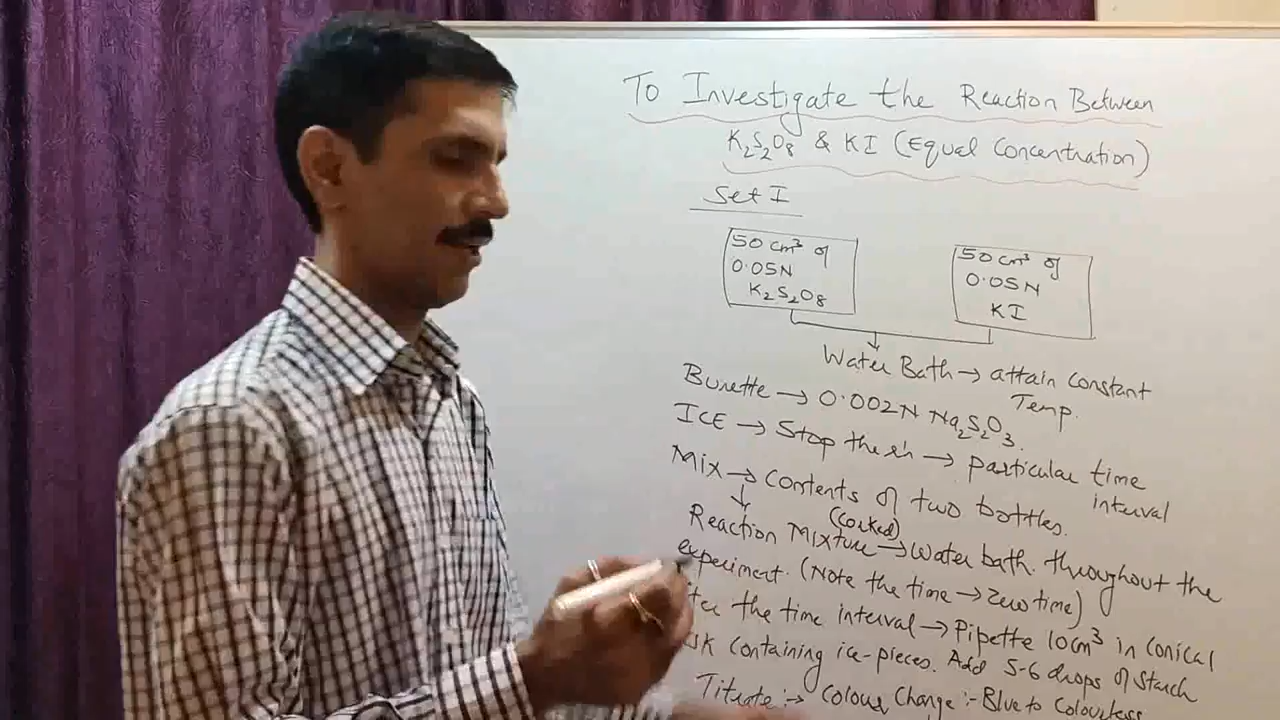 To Investigate the Reaction Between
K2S2O8 & KI (Equal Concentration)
Set I
50 cm³ of
0.05N
K2S2O8
50 cm³ of
0.05N
KI
Water Bath → attain constant
Temp.
Burette → 0.002N Na2S2O3.
ICE → Stop the rxn → particular time
interval
Mix → Contents of two bottles.
(corked)
Reaction Mixture → Water bath. throughout the
experiment. (Note the time → Zero time)
the time interval → Pipette 10cm³ in conical
containing ice-pieces. Add 5-6 drops of starch
Titrate :→ Colour Change :- Blue to Colourless